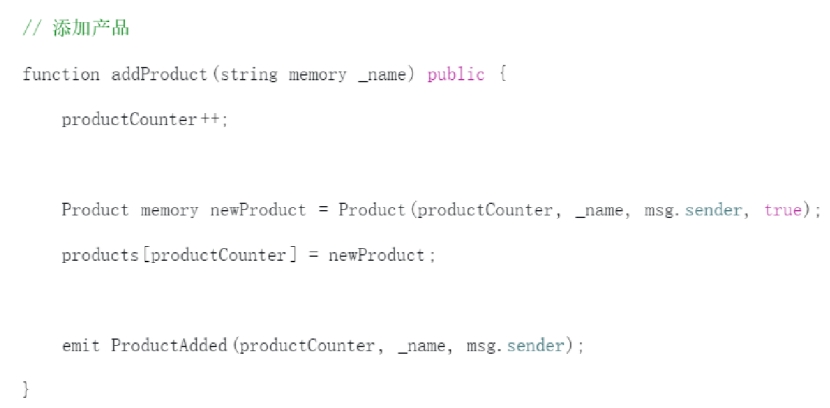 // 添加产品
function addProduct(string memory _name) public {
productCounter++;
Product memory newProduct = Product(productCounter, _name, msg.sender, true);
products[productCounter] = newProduct;
emit ProductAdded(productCounter, _name, msg.sender);
}